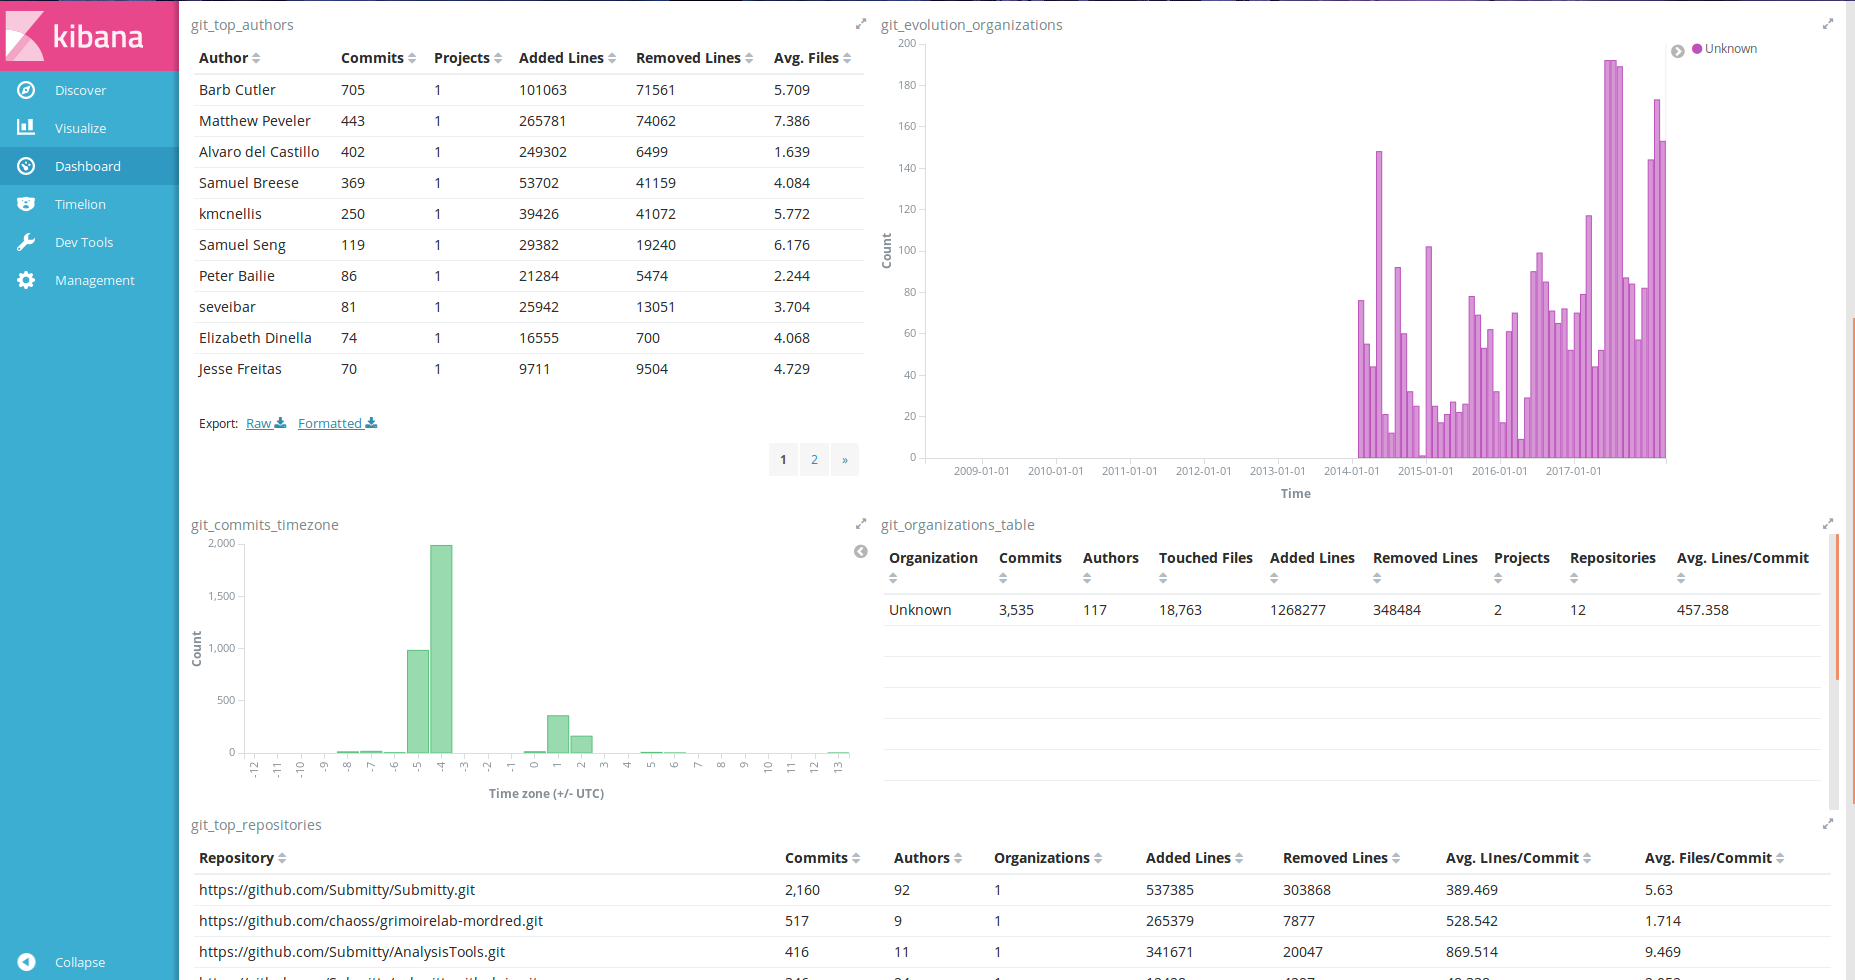 kibana
Discover
Visualize
Dashboard
Timelion
Dev Tools
Management
Collapse
git_top_authors
Author Commits Projects Added Lines Removed Lines Avg. Files
Barb Cutler 705 1 101063 71561 5.709
Matthew Peveler 443 1 265781 74062 7.386
Alvaro del Castillo 402 1 249302 6499 1.639
Samuel Breese 369 1 53702 41159 4.084
kmcnellis 250 1 39426 41072 5.772
Samuel Seng 119 1 29382 19240 6.176
Peter Bailie 86 1 21284 5474 2.244
seveibar 81 1 25942 13051 3.704
Elizabeth Dinella 74 1 16555 700 4.068
Jesse Freitas 70 1 9711 9504 4.729
Export: Raw Formatted
1 2 »
git_evolution_organizations
Unknown
200
180
160
140
120
100
80
60
40
20
0
Count
2009-01-01 2010-01-01 2011-01-01 2012-01-01 2013-01-01 2014-01-01 2015-01-01 2016-01-01 2017-01-01
Time
git_commits_timezone
2,000
1,500
1,000
500
0
Count
-12 -11 -10 -9 -8 -7 -6 -5 -4 -3 -2 -1 0 1 2 3 4 5 6 7 8 9 10 11 12 13
Time zone (+/- UTC)
git_organizations_table
Organization Commits Authors Touched Files Added Lines Removed Lines Projects Repositories Avg. Lines/Commit
Unknown 3,535 117 18,763 1268277 348484 2 12 457.358
git_top_repositories
Repository Commits Authors Organizations Added Lines Removed Lines Avg. LInes/Commit Avg. Files/Commit
https://github.com/Submitty/Submitty.git 2,160 92 1 537385 303868 389.469 5.63
https://github.com/chaoss/grimoirelab-mordred.git 517 9 1 265379 7877 528.542 1.714
https://github.com/Submitty/AnalysisTools.git 416 11 1 341671 20047 869.514 9.469